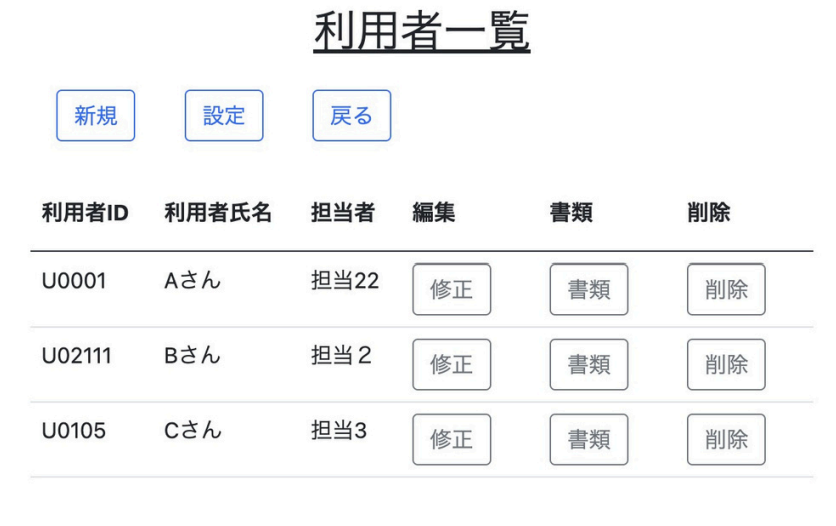 利用者一覧
新規 設定 戻る
利用者ID 利用者氏名 担当者 編集 書類 削除
U0001 Aさん 担当22 修正 書類 削除
U02111 Bさん 担当２ 修正 書類 削除
U0105 Cさん 担当3 修正 書類 削除